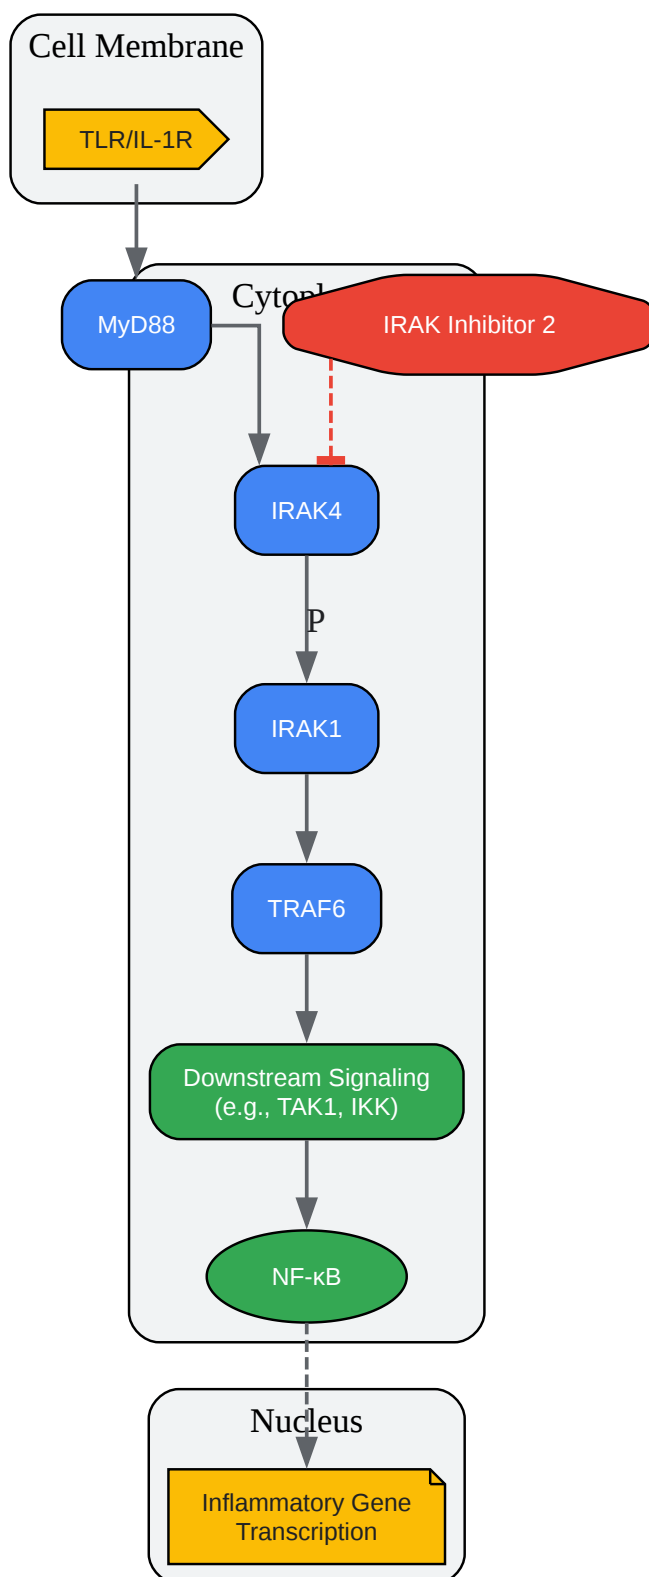 Cell Membrane
TLR/IL-1R
MyD88
IRAK Inhibitor 2
IRAK4
P
IRAK1
TRAF6
Downstream Signaling
(e.g., TAK1, IKK)
NF-κB
Nucleus
Inflammatory Gene
Transcription